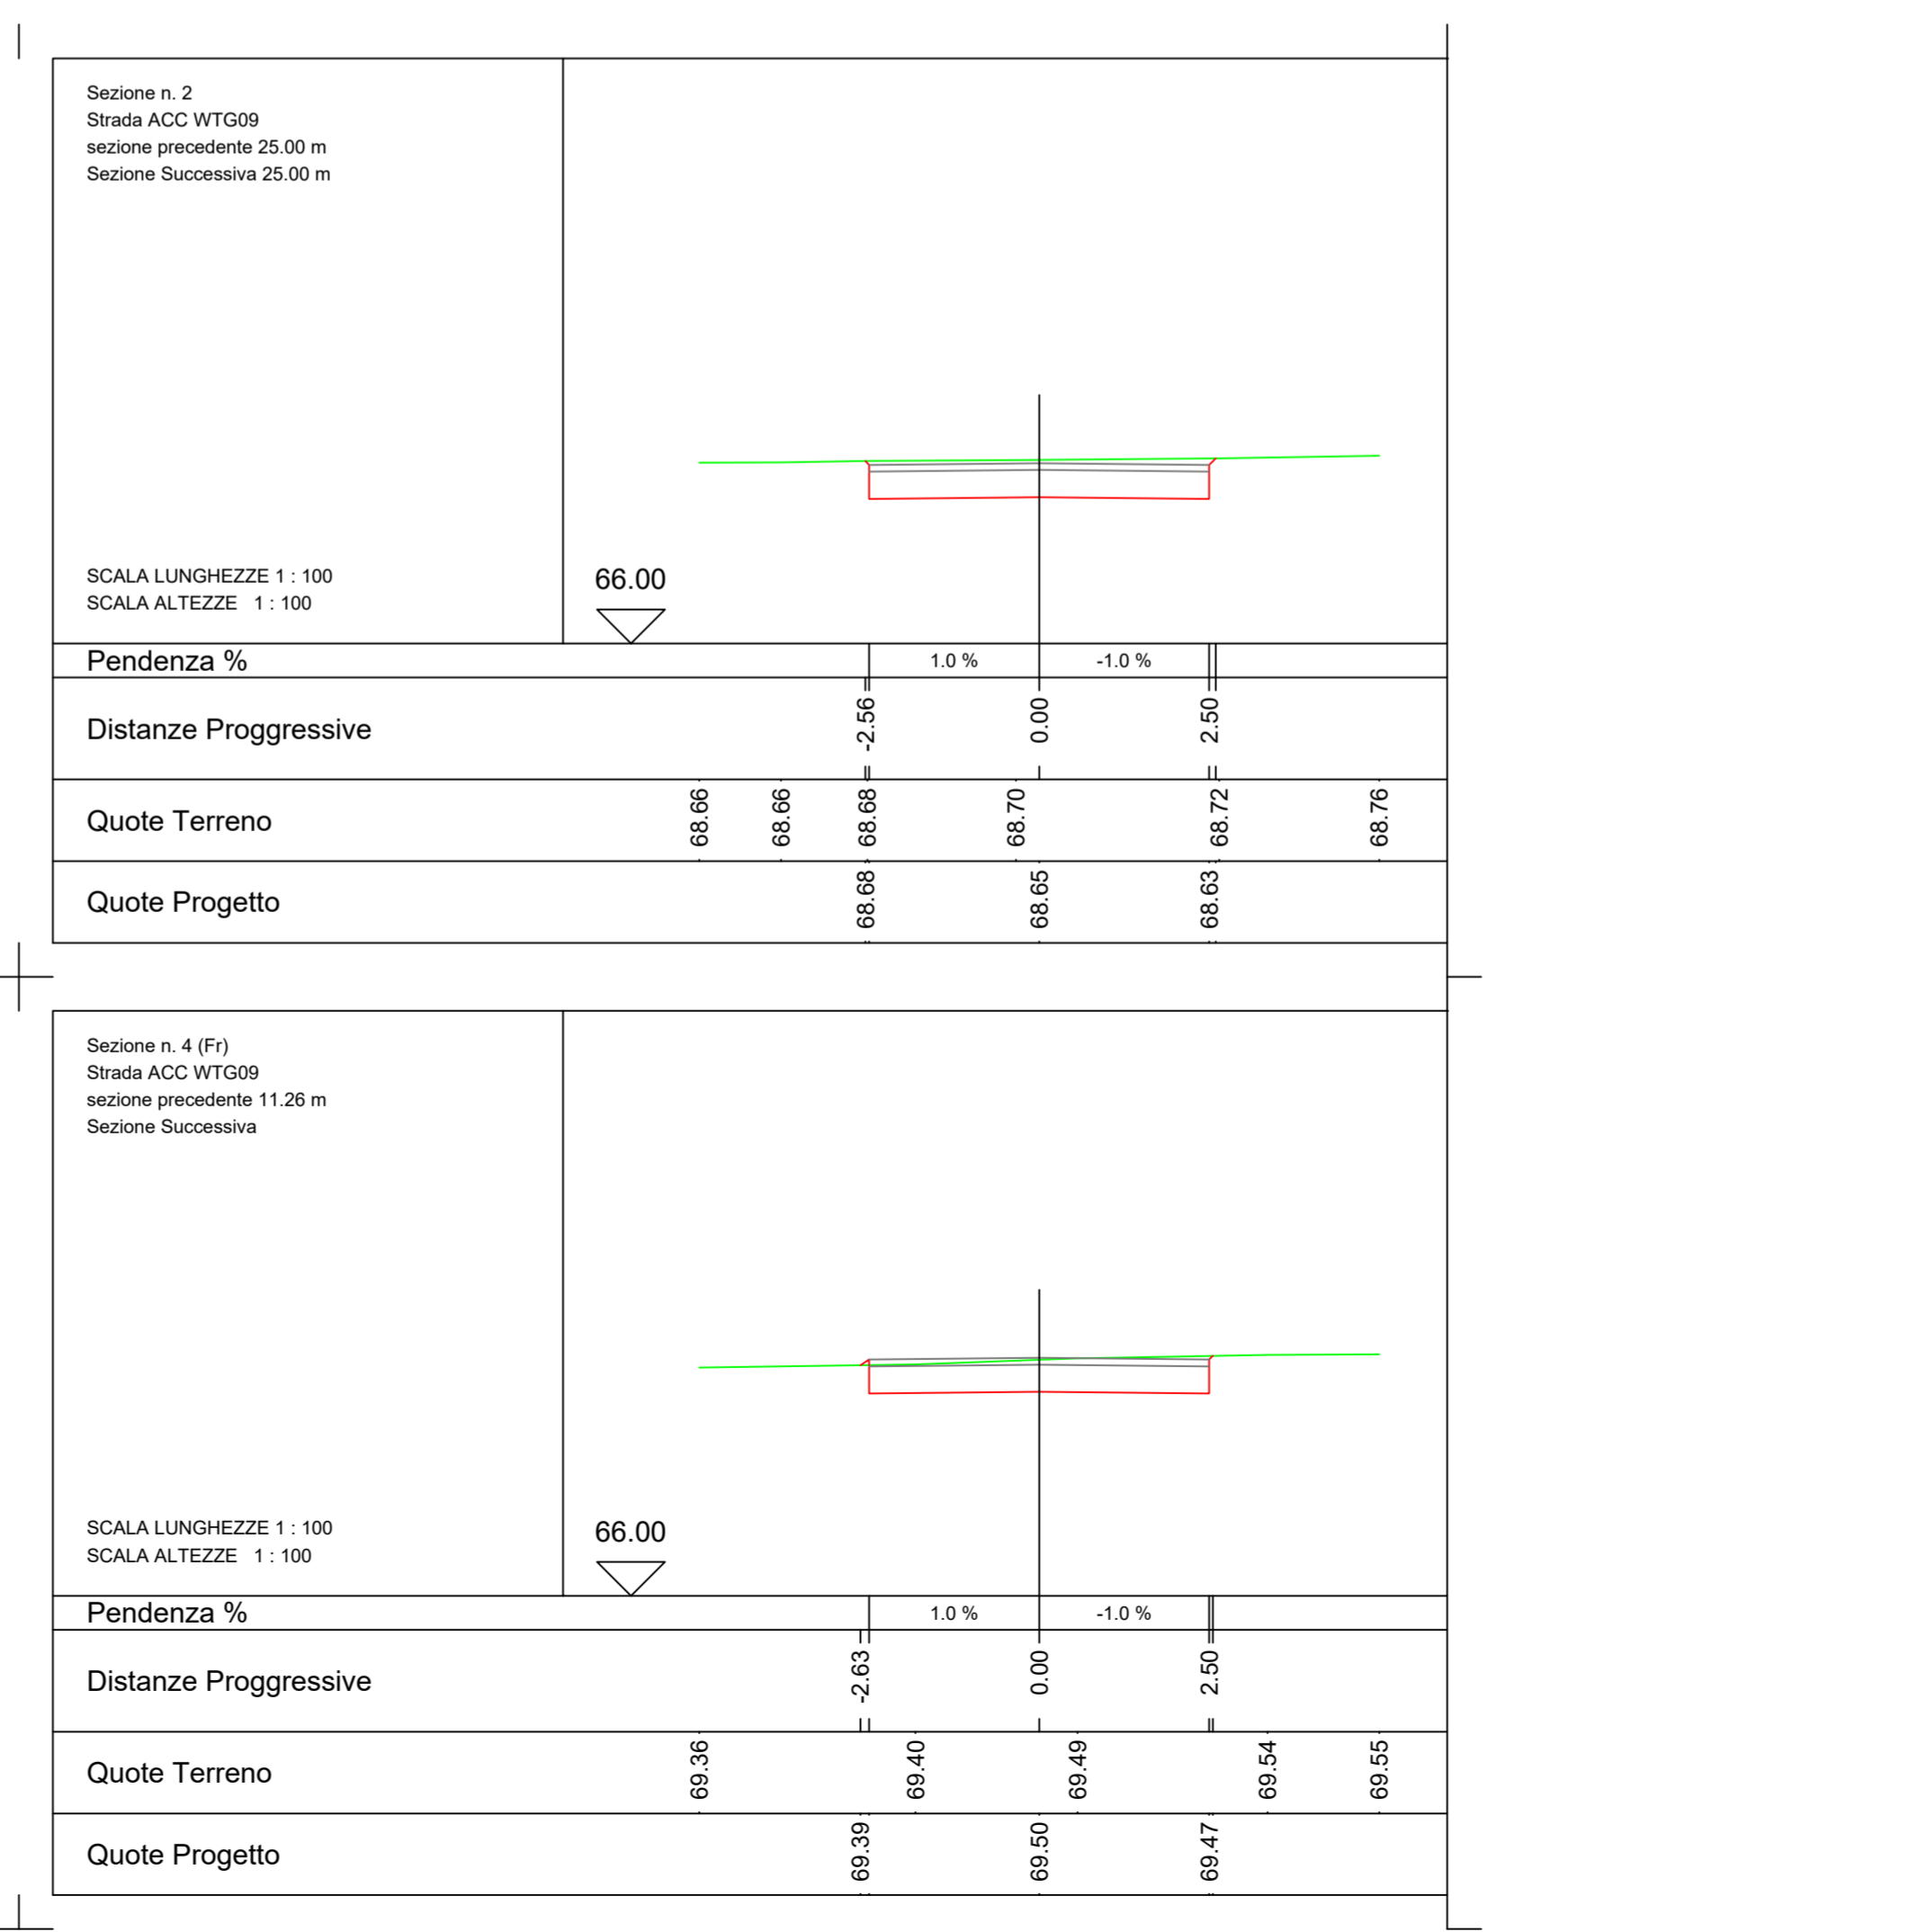 Sezione n. 2
Strada ACC WTG09
sezione precedente 25.00 m
Sezione Successiva 25.00 m
SCALA LUNGHEZZE 1 : 100
SCALA ALTEZZE 1 : 100
66.00
Pendenza % 1.0 % -1.0 %
Distanze Proggressive -2.56 0.00 2.50
Quote Terreno 68.66 68.66 68.68 68.70 68.72 68.76
Quote Progetto 68.68 68.65 68.63
Sezione n. 4 (Fr)
Strada ACC WTG09
sezione precedente 11.26 m
Sezione Successiva
SCALA LUNGHEZZE 1 : 100
SCALA ALTEZZE 1 : 100
66.00
Pendenza % 1.0 % -1.0 %
Distanze Proggressive -2.63 0.00 2.50
Quote Terreno 69.36 69.40 69.49 69.54 69.55
Quote Progetto 69.39 69.50 69.47